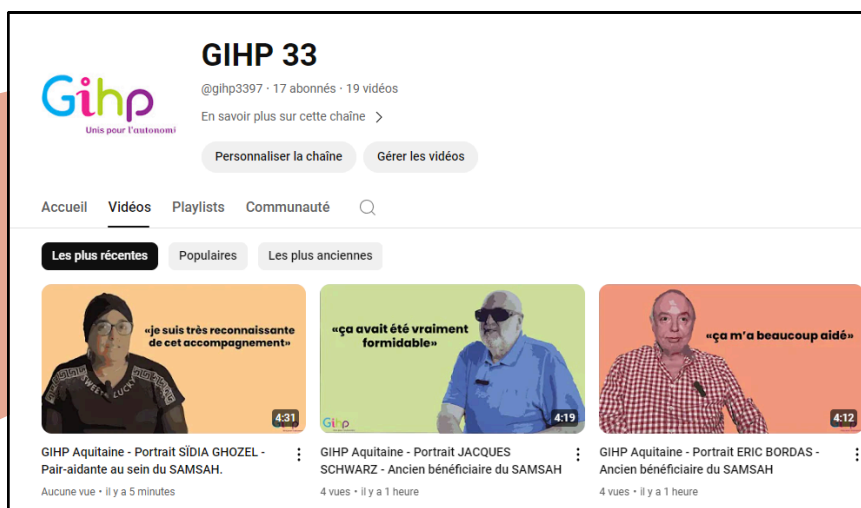 GIHP 33
Gihp
Unis pour l'autonomi
@gihp3397 · 17 abonnés · 19 vidéos
En savoir plus sur cette chaîne
Personnaliser la chaîne
Gérer les vidéos
Accueil
Vidéos
Playlists
Communauté
Les plus récentes
Populaires
Les plus anciennes
«je suis très reconnaissante
de cet accompagnement»
SWEET LUCKY
4:31
GIHP Aquitaine - Portrait SÏDIA GHOZEL -
Pair-aidante au sein du SAMSAH.
Aucune vue • il y a 5 minutes
«ça avait été vraiment
formidable»
Gihp
4:19
GIHP Aquitaine - Portrait JACQUES
SCHWARZ - Ancien bénéficiaire du SAMSAH
4 vues • il y a 1 heure
«ça m'a beaucoup aidé»
4:12
GIHP Aquitaine - Portrait ERIC BORDAS -
Ancien bénéficiaire du SAMSAH
4 vues • il y a 1 heure